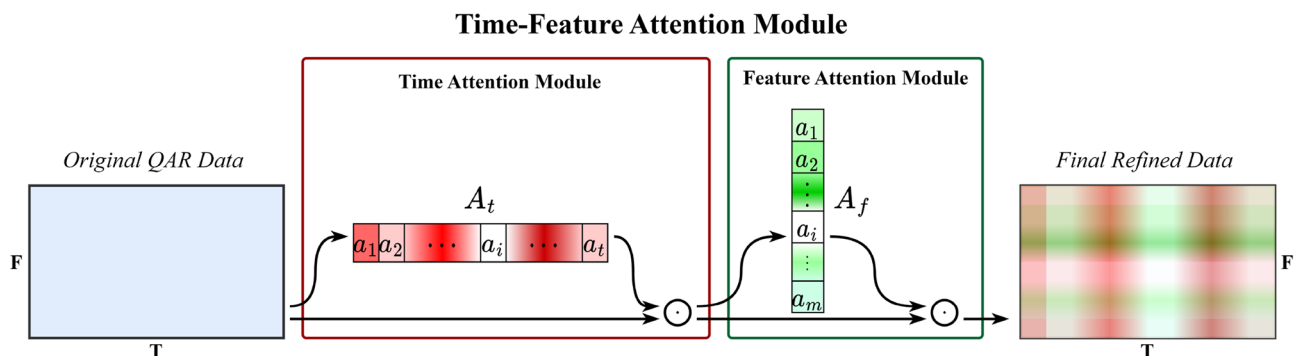 Time-Feature Attention Module
Time Attention Module
Feature Attention Module
Original QAR Data
F
T
A_t
a_1 a_2 ... a_i ... a_t
a_1
a_2
⋮
a_i
⋮
a_m
A_f
Final Refined Data
F
T